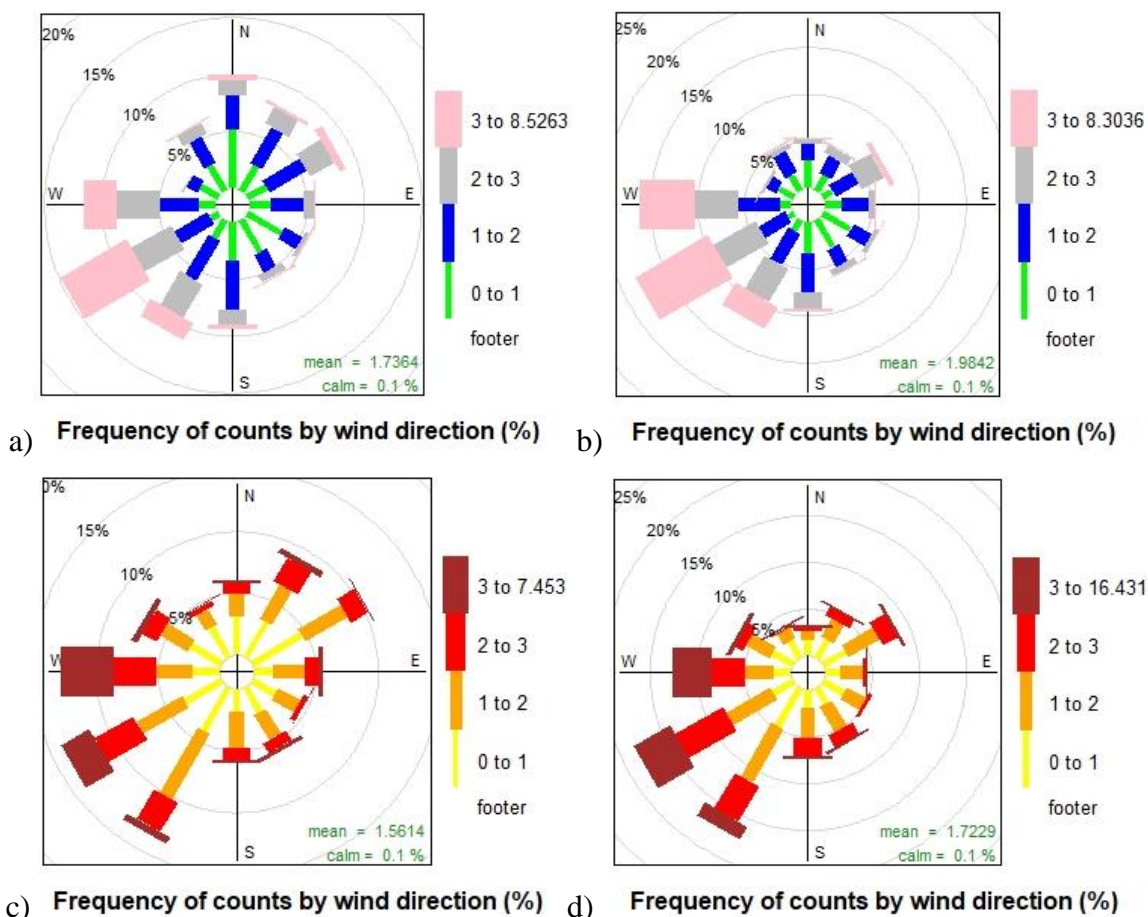 20%
N
15%
10%
5%
W
E
S
mean = 1.7364
calm = 0.1 %
3 to 8.5263
2 to 3
1 to 2
0 to 1
footer
a) Frequency of counts by wind direction (%)
25%
N
20%
15%
10%
5%
W
E
S
mean = 1.9842
calm = 0.1 %
3 to 8.3036
2 to 3
1 to 2
0 to 1
footer
b) Frequency of counts by wind direction (%)
0%
N
15%
10%
5%
W
E
S
mean = 1.5614
calm = 0.1 %
3 to 7.453
2 to 3
1 to 2
0 to 1
footer
c) Frequency of counts by wind direction (%)
25%
N
20%
15%
10%
5%
W
E
S
mean = 1.7229
calm = 0.1 %
3 to 16.431
2 to 3
1 to 2
0 to 1
footer
d) Frequency of counts by wind direction (%)